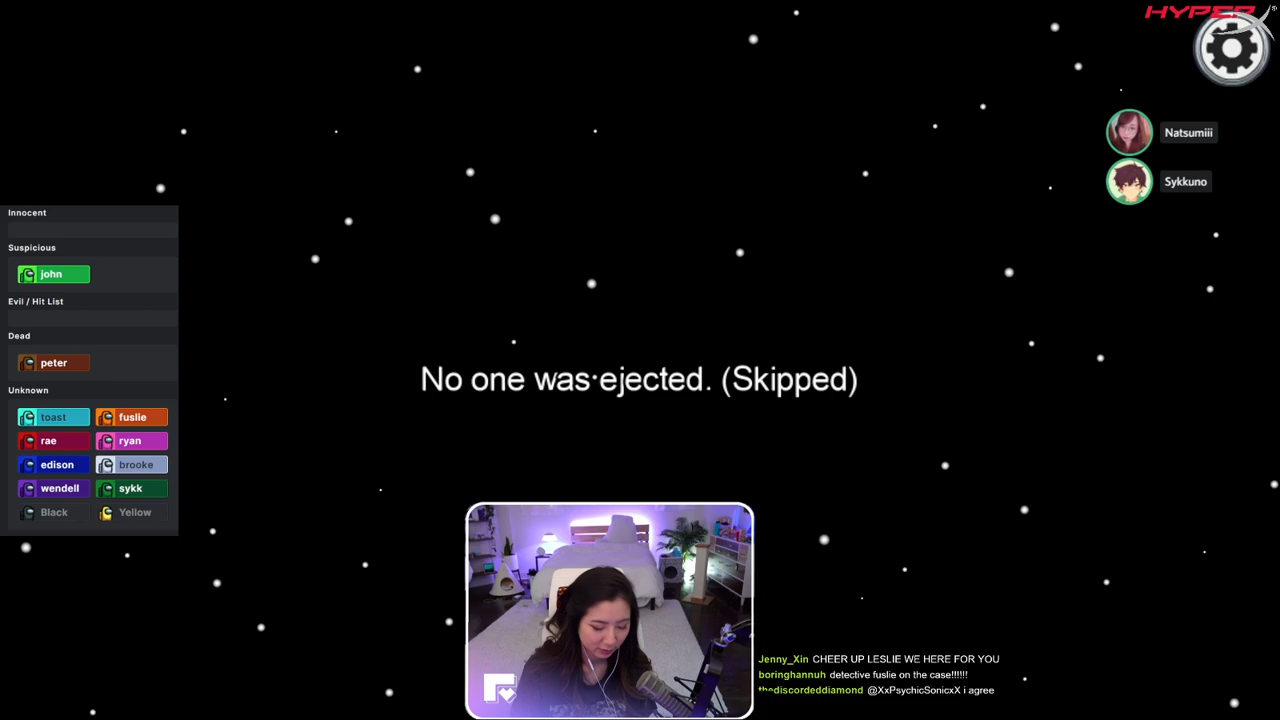 HYPERX
Natsumiii
Sykkuno
Innocent
Suspicious
john
Evil / Hit List
Dead
peter
Unknown
toast fuslie
rae ryan
edison brooke
wendell sykk
Black Yellow
No one was ejected. (Skipped)
Jenny_Xin CHEER UP LESLIE WE HERE FOR YOU
boringhannuh detective fuslie on the case!!!!!!
thediscordeddiamond @XxPsychicSonicxX i agree